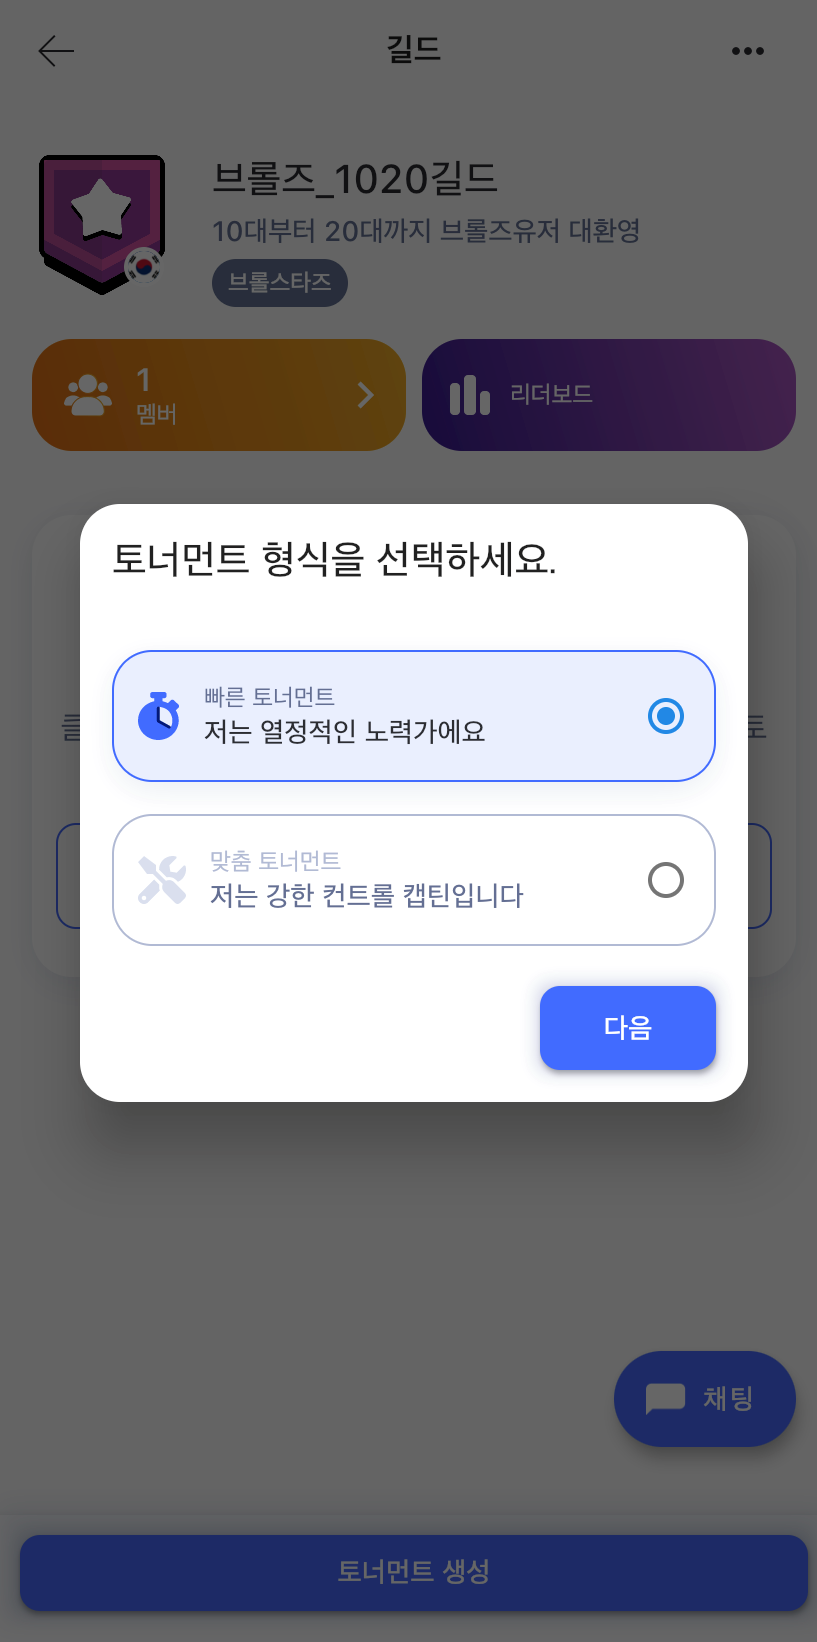 길드
브롤즈_1020길드
10대부터 20대까지 브롤즈유저 대환영
브롤스타즈
1
멤버
리더보드
토너먼트 형식을 선택하세요.
빠른 토너먼트
저는 열정적인 노력가에요
맞춤 토너먼트
저는 강한 컨트롤 캡틴입니다
다음
채팅
토너먼트 생성